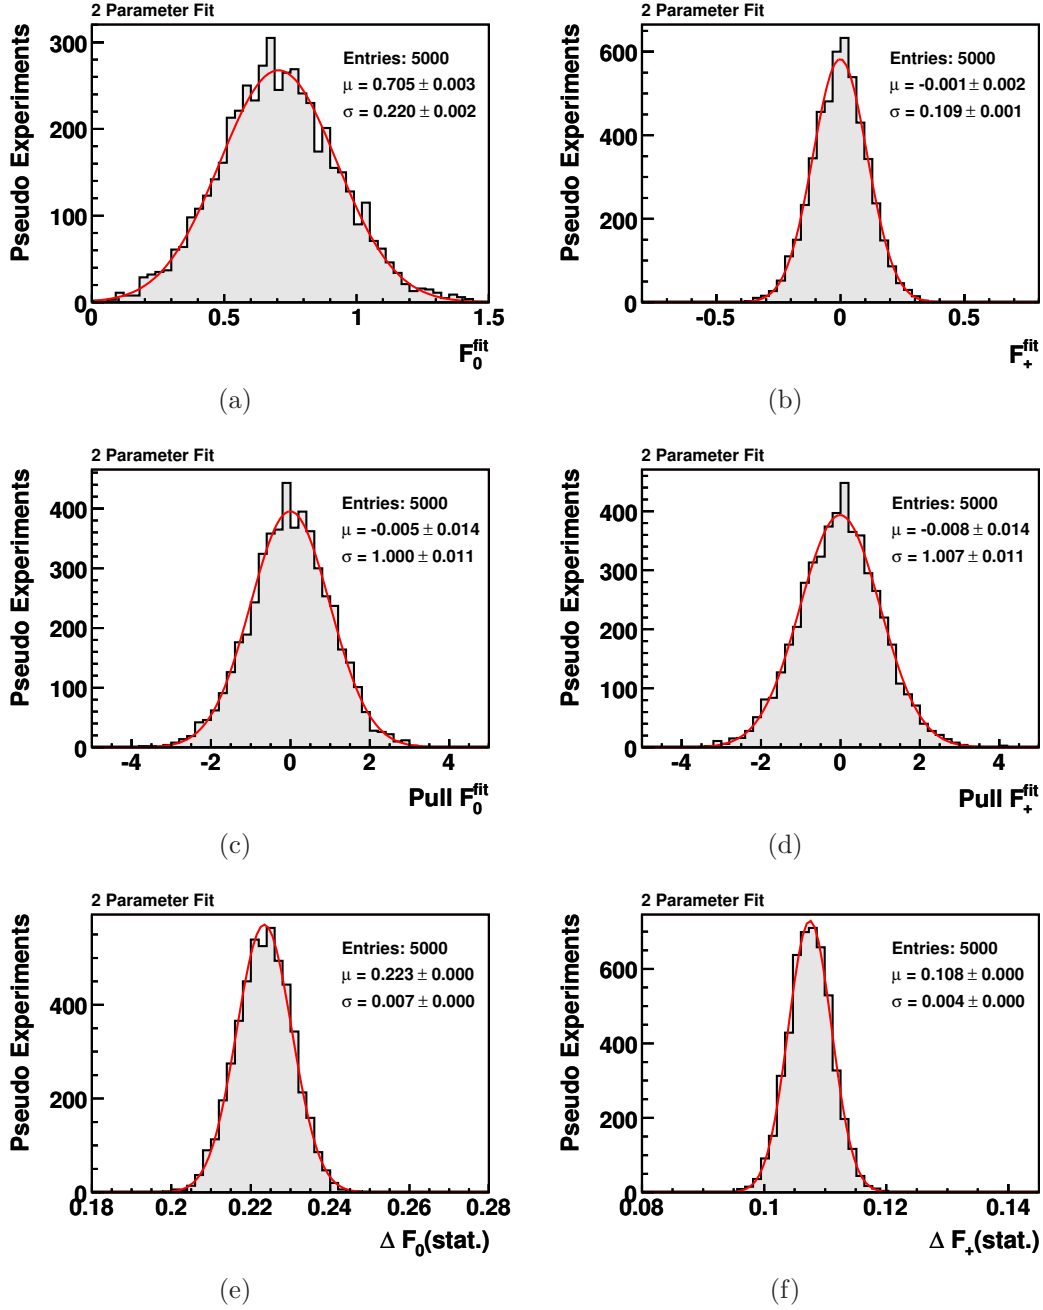 2 Parameter Fit
Pseudo Experiments
Entries: 5000
μ = 0.705 ± 0.003
σ = 0.220 ± 0.002
300
200
100
0
0 0.5 1 1.5
F₀^fit
(a)
2 Parameter Fit
Pseudo Experiments
Entries: 5000
μ = -0.001 ± 0.002
σ = 0.109 ± 0.001
600
400
200
0
-0.5 0 0.5
F₊^fit
(b)
2 Parameter Fit
Pseudo Experiments
Entries: 5000
μ = -0.005 ± 0.014
σ = 1.000 ± 0.011
400
300
200
100
0
-4 -2 0 2 4
Pull F₀^fit
(c)
2 Parameter Fit
Pseudo Experiments
Entries: 5000
μ = -0.008 ± 0.014
σ = 1.007 ± 0.011
400
300
200
100
0
-4 -2 0 2 4
Pull F₊^fit
(d)
2 Parameter Fit
Pseudo Experiments
Entries: 5000
μ = 0.223 ± 0.000
σ = 0.007 ± 0.000
400
200
0
0.18 0.2 0.22 0.24 0.26 0.28
Δ F₀(stat.)
(e)
2 Parameter Fit
Pseudo Experiments
Entries: 5000
μ = 0.108 ± 0.000
σ = 0.004 ± 0.000
600
400
200
0
0.08 0.1 0.12 0.14
Δ F₊(stat.)
(f)